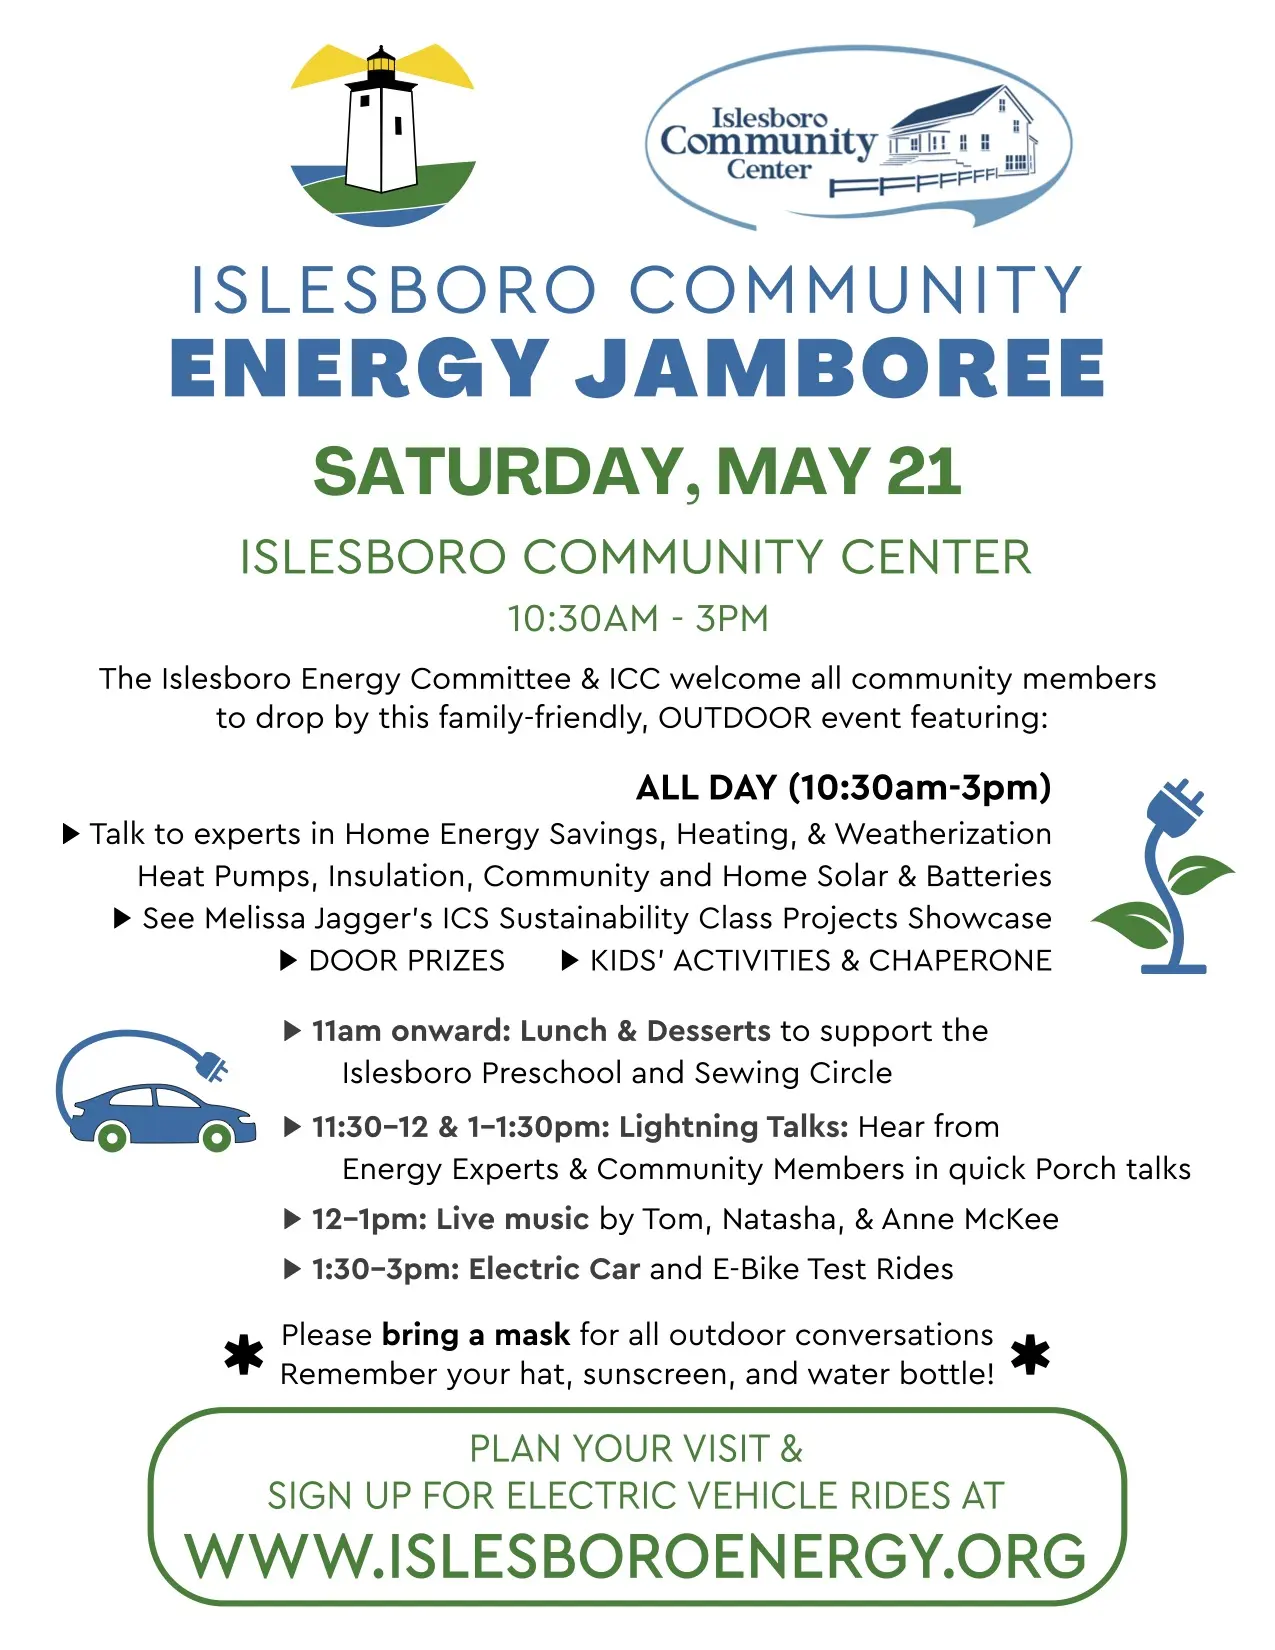 Islesboro
Community
Center
ISLESBORO COMMUNITY
ENERGY JAMBOREE
SATURDAY, MAY 21
ISLESBORO COMMUNITY CENTER
10:30AM - 3PM
The Islesboro Energy Committee & ICC welcome all community members
to drop by this family-friendly, OUTDOOR event featuring:
ALL DAY (10:30am-3pm)
▶ Talk to experts in Home Energy Savings, Heating, & Weatherization
Heat Pumps, Insulation, Community and Home Solar & Batteries
▶ See Melissa Jagger's ICS Sustainability Class Projects Showcase
▶ DOOR PRIZES ▶ KIDS' ACTIVITIES & CHAPERONE
▶ 11am onward: Lunch & Desserts to support the
Islesboro Preschool and Sewing Circle
▶ 11:30–12 & 1–1:30pm: Lightning Talks: Hear from
Energy Experts & Community Members in quick Porch talks
▶ 12–1pm: Live music by Tom, Natasha, & Anne McKee
▶ 1:30–3pm: Electric Car and E-Bike Test Rides
* Please bring a mask for all outdoor conversations *
Remember your hat, sunscreen, and water bottle!
PLAN YOUR VISIT &
SIGN UP FOR ELECTRIC VEHICLE RIDES AT
WWW.ISLESBOROENERGY.ORG